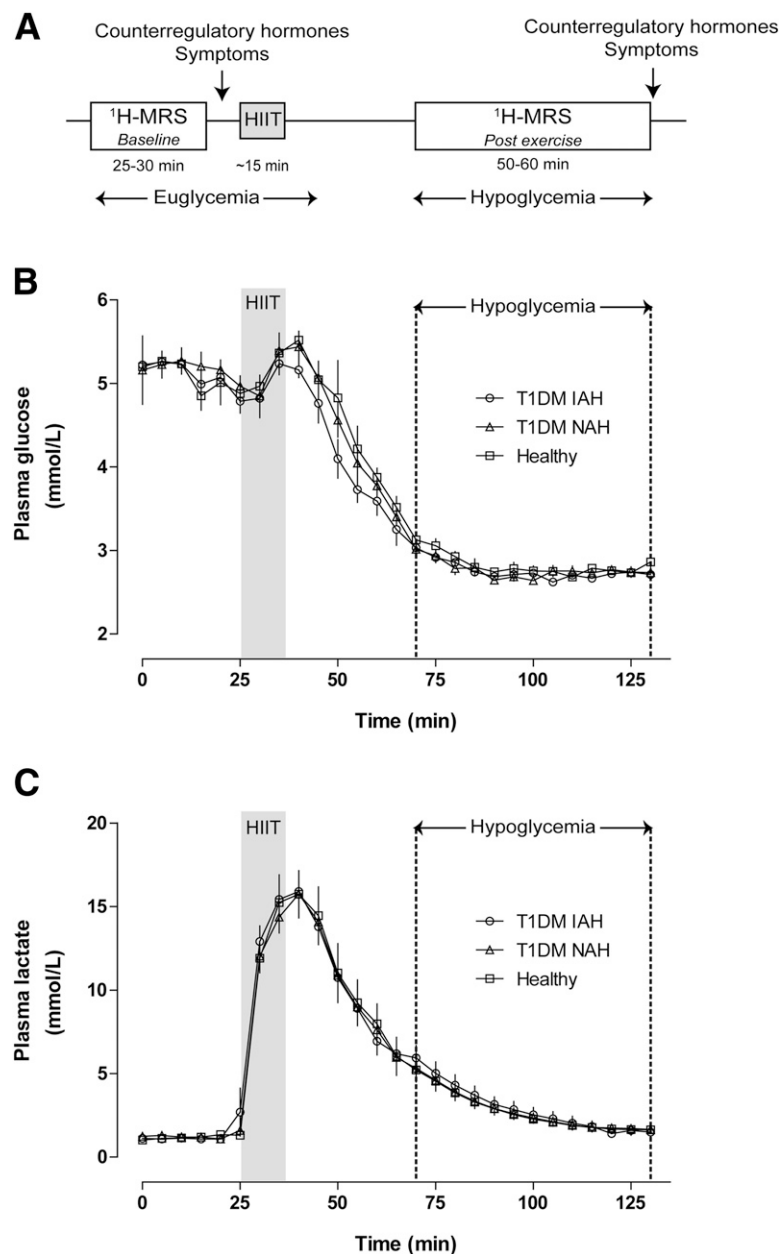 A
Counterregulatory hormones
Symptoms
Counterregulatory hormones
Symptoms
¹H-MRS
Baseline
HIIT
¹H-MRS
Post exercise
25-30 min
~15 min
50-60 min
Euglycemia
Hypoglycemia
B
HIIT
Hypoglycemia
T1DM IAH
T1DM NAH
Healthy
Plasma glucose
(mmol/L)
6
5
4
3
2
0
25
50
75
100
125
Time (min)
C
HIIT
Hypoglycemia
T1DM IAH
T1DM NAH
Healthy
Plasma lactate
(mmol/L)
20
15
10
5
0
0
25
50
75
100
125
Time (min)